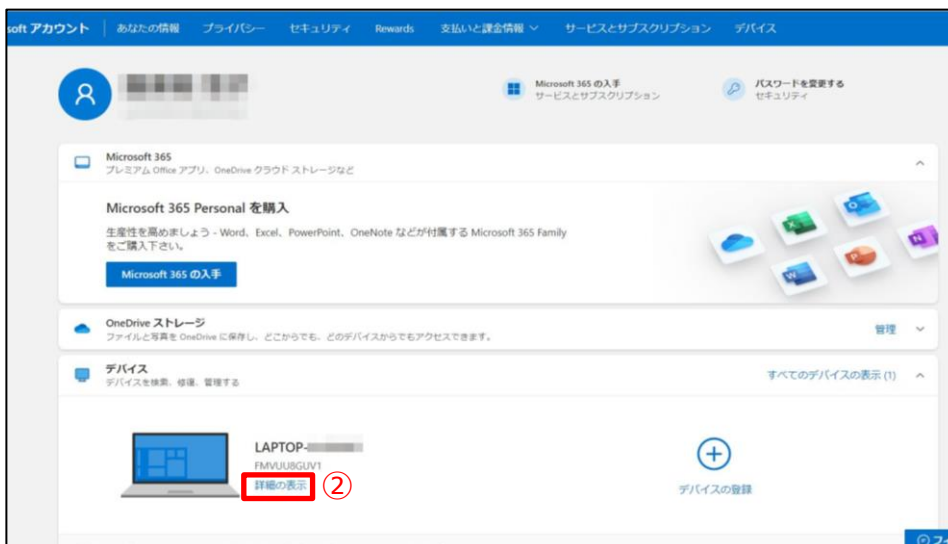 soft アカウント あなたの情報 プライバシー セキュリティ Rewards 支払いと課金情報 サービスとサブスクリプション デバイス
Microsoft 365 の入手
サービスとサブスクリプション
パスワードを変更する
セキュリティ
Microsoft 365
プレミアム Office アプリ、OneDrive クラウド ストレージなど
Microsoft 365 Personal を購入
生産性を高めましょう - Word、Excel、PowerPoint、OneNote などが付属する Microsoft 365 Family
をご購入下さい。
Microsoft 365 の入手
OneDrive ストレージ
ファイルと写真を OneDrive に保存し、どこからでも、どのデバイスからでもアクセスできます。
管理
デバイス
デバイスを検索、修復、管理する
すべてのデバイスの表示 (1)
LAPTOP-
FMVUU8GUV1
詳細の表示 ②
デバイスの登録